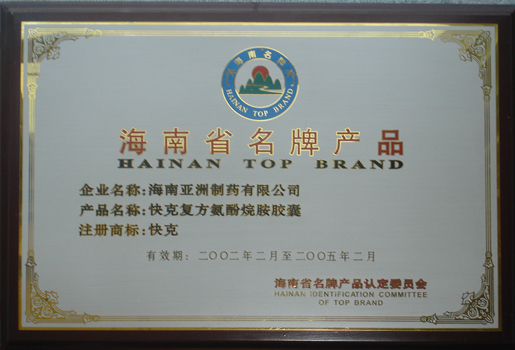 海南名牌
HAINAN TOP BRAND
海南省名牌产品
HAINAN TOP BRAND
企业名称:海南亚洲制药有限公司
产品名称:快克复方氨酚烷胺胶囊
注册商标:快克
有效期:二〇〇二年二月至二〇〇五年二月
海南省名牌产品认定委员会
HAINAN IDENTIFICATION COMMITTEE
OF TOP BRAND